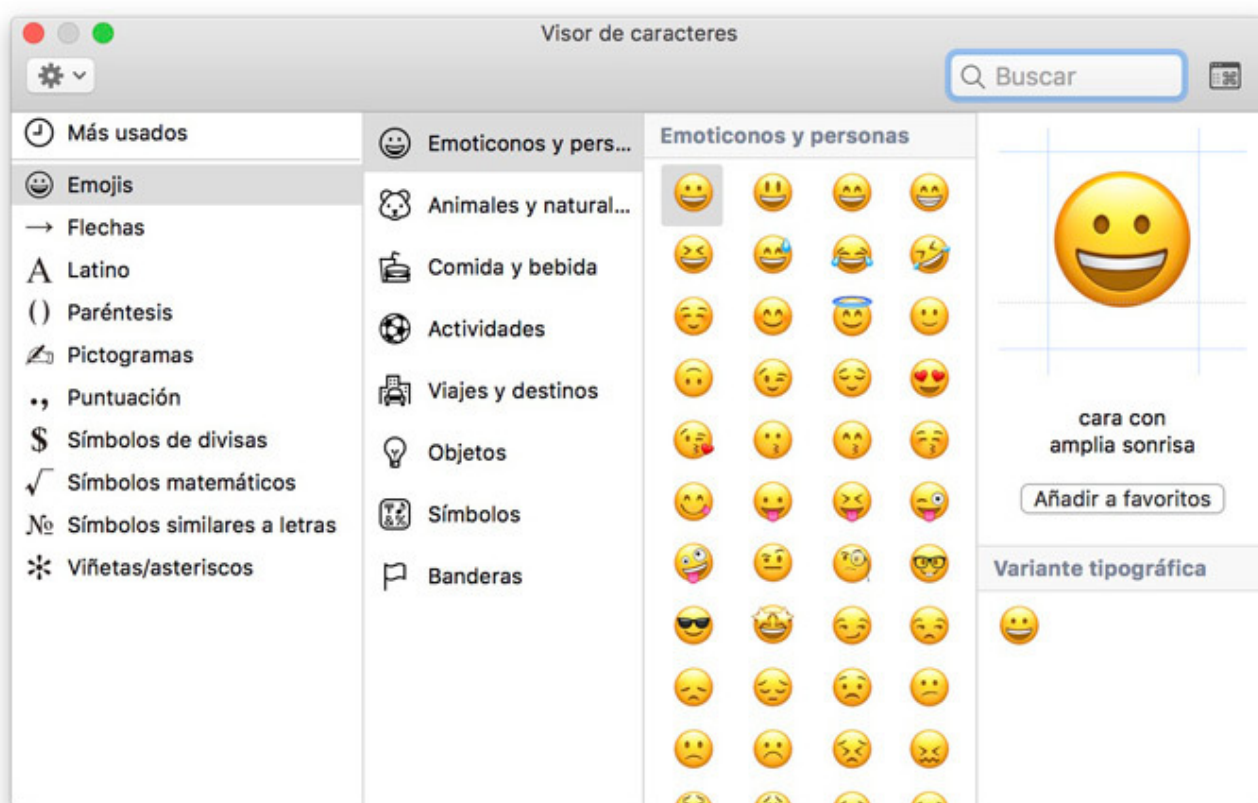 Visor de caracteres
Buscar
Más usados
Emojis
Flechas
Latino
Paréntesis
Pictogramas
Puntuación
Símbolos de divisas
Símbolos matemáticos
Símbolos similares a letras
Viñetas/asteriscos
Emoticonos y pers...
Animales y natural...
Comida y bebida
Actividades
Viajes y destinos
Objetos
Símbolos
Banderas
Emoticonos y personas
cara con
amplia sonrisa
Añadir a favoritos
Variante tipográfica